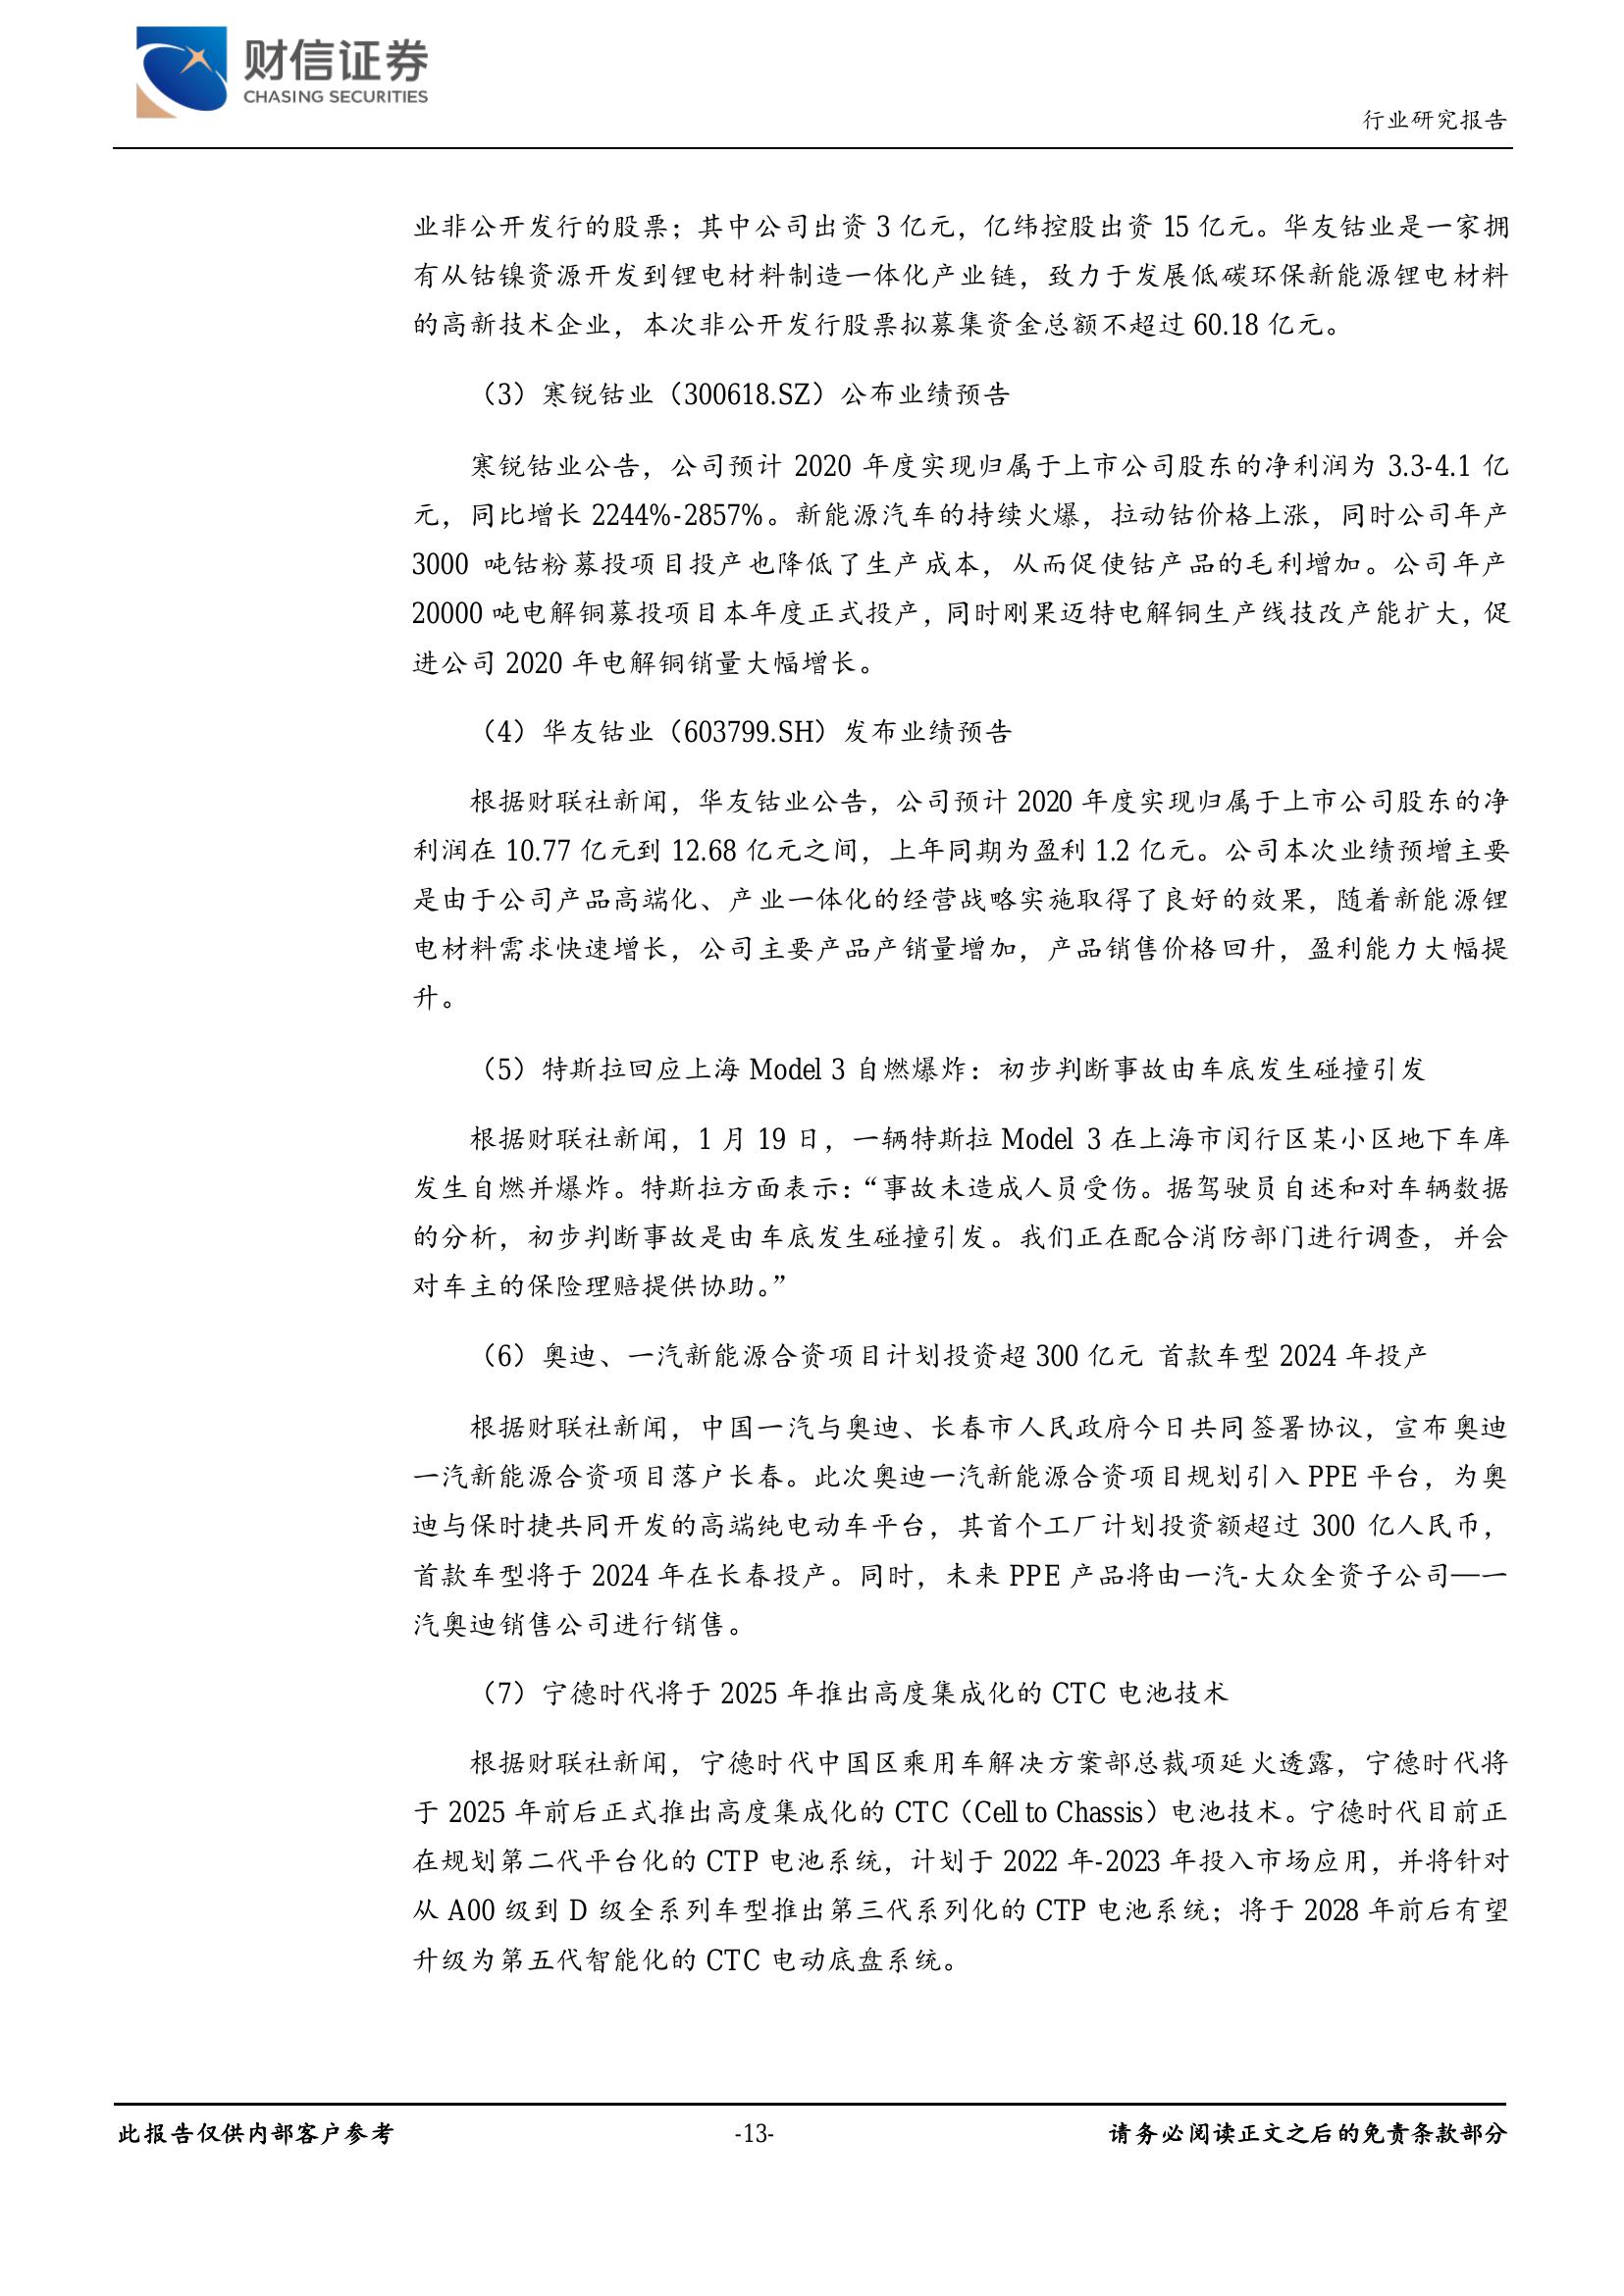 财信证券
CHASING SECURITIES
行业研究报告
业非公开发行的股票；其中公司出资 3 亿元，亿纬控股出资 15 亿元。华友钴业是一家拥
有从钴镍资源开发到锂电材料制造一体化产业链，致力于发展低碳环保新能源锂电材料
的高新技术企业，本次非公开发行股票拟募集资金总额不超过 60.18 亿元。
（3）寒锐钴业（300618.SZ）公布业绩预告
寒锐钴业公告，公司预计 2020 年度实现归属于上市公司股东的净利润为 3.3-4.1 亿
元，同比增长 2244%-2857%。新能源汽车的持续火爆，拉动钴价格上涨，同时公司年产
3000 吨钴粉募投项目投产也降低了生产成本，从而促使钴产品的毛利增加。公司年产
20000 吨电解铜募投项目本年度正式投产，同时刚果迈特电解铜生产线技改产能扩大，促
进公司 2020 年电解铜销量大幅增长。
（4）华友钴业（603799.SH）发布业绩预告
根据财联社新闻，华友钴业公告，公司预计 2020 年度实现归属于上市公司股东的净
利润在 10.77 亿元到 12.68 亿元之间，上年同期为盈利 1.2 亿元。公司本次业绩预增主要
是由于公司产品高端化、产业一体化的经营战略实施取得了良好的效果，随着新能源锂
电材料需求快速增长，公司主要产品产销量增加，产品销售价格回升，盈利能力大幅提
升。
（5）特斯拉回应上海 Model 3 自燃爆炸：初步判断事故由车底发生碰撞引发
根据财联社新闻，1 月 19 日，一辆特斯拉 Model 3 在上海市闵行区某小区地下车库
发生自燃并爆炸。特斯拉方面表示：“事故未造成人员受伤。据驾驶员自述和对车辆数据
的分析，初步判断事故是由车底发生碰撞引发。我们正在配合消防部门进行调查，并会
对车主的保险理赔提供协助。”
（6）奥迪、一汽新能源合资项目计划投资超 300 亿元 首款车型 2024 年投产
根据财联社新闻，中国一汽与奥迪、长春市人民政府今日共同签署协议，宣布奥迪
一汽新能源合资项目落户长春。此次奥迪一汽新能源合资项目规划引入 PPE 平台，为奥
迪与保时捷共同开发的高端纯电动车平台，其首个工厂计划投资额超过 300 亿人民币，
首款车型将于 2024 年在长春投产。同时，未来 PPE 产品将由一汽-大众全资子公司—一
汽奥迪销售公司进行销售。
（7）宁德时代将于 2025 年推出高度集成化的 CTC 电池技术
根据财联社新闻，宁德时代中国区乘用车解决方案部总裁项延火透露，宁德时代将
于 2025 年前后正式推出高度集成化的 CTC（Cell to Chassis）电池技术。宁德时代目前正
在规划第二代平台化的 CTP 电池系统，计划于 2022 年-2023 年投入市场应用，并将针对
从 A00 级到 D 级全系列车型推出第三代系列化的 CTP 电池系统；将于 2028 年前后有望
升级为第五代智能化的 CTC 电动底盘系统。
此报告仅供内部客户参考
-13-
请务必阅读正文之后的免责条款部分